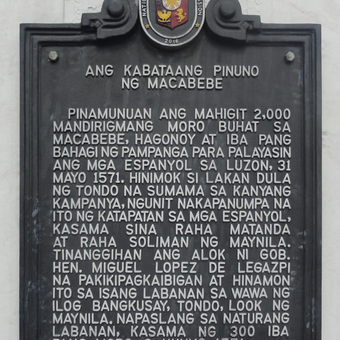 2016
ANG KABATAANG PINUNO
NG MACABEBE
PINAMUNUAN ANG MAHIGIT 2,000
MANDIRIGMANG MORO BUHAT SA
MACABEBE, HAGONOY AT IBA PANG
BAHAGI NG PAMPANGA PARA PALAYASIN
ANG MGA ESPANYOL SA LUZON, 31
MAYO 1571. HINIMOK SI LAKAN DULA
NG TONDO NA SUMAMA SA KANYANG
KAMPANYA, NGUNIT NAKAPANUMPA NA
ITO NG KATAPATAN SA MGA ESPANYOL,
KASAMA SINA RAHA MATANDA
AT RAHA SOLIMAN NG MAYNILA.
TINANGGIHAN ANG ALOK NI GOB.
HEN. MIGUEL LOPEZ DE LEGAZPI
NA PAKIKIPAGKAIBIGAN AT HINAMON
ITO SA ISANG LABANAN SA WAWA NG
ILOG BANGKUSAY, TONDO, LOOK NG
MAYNILA. NAPASLANG SA NATURANG
LABANAN, KASAMA NG 300 IBA